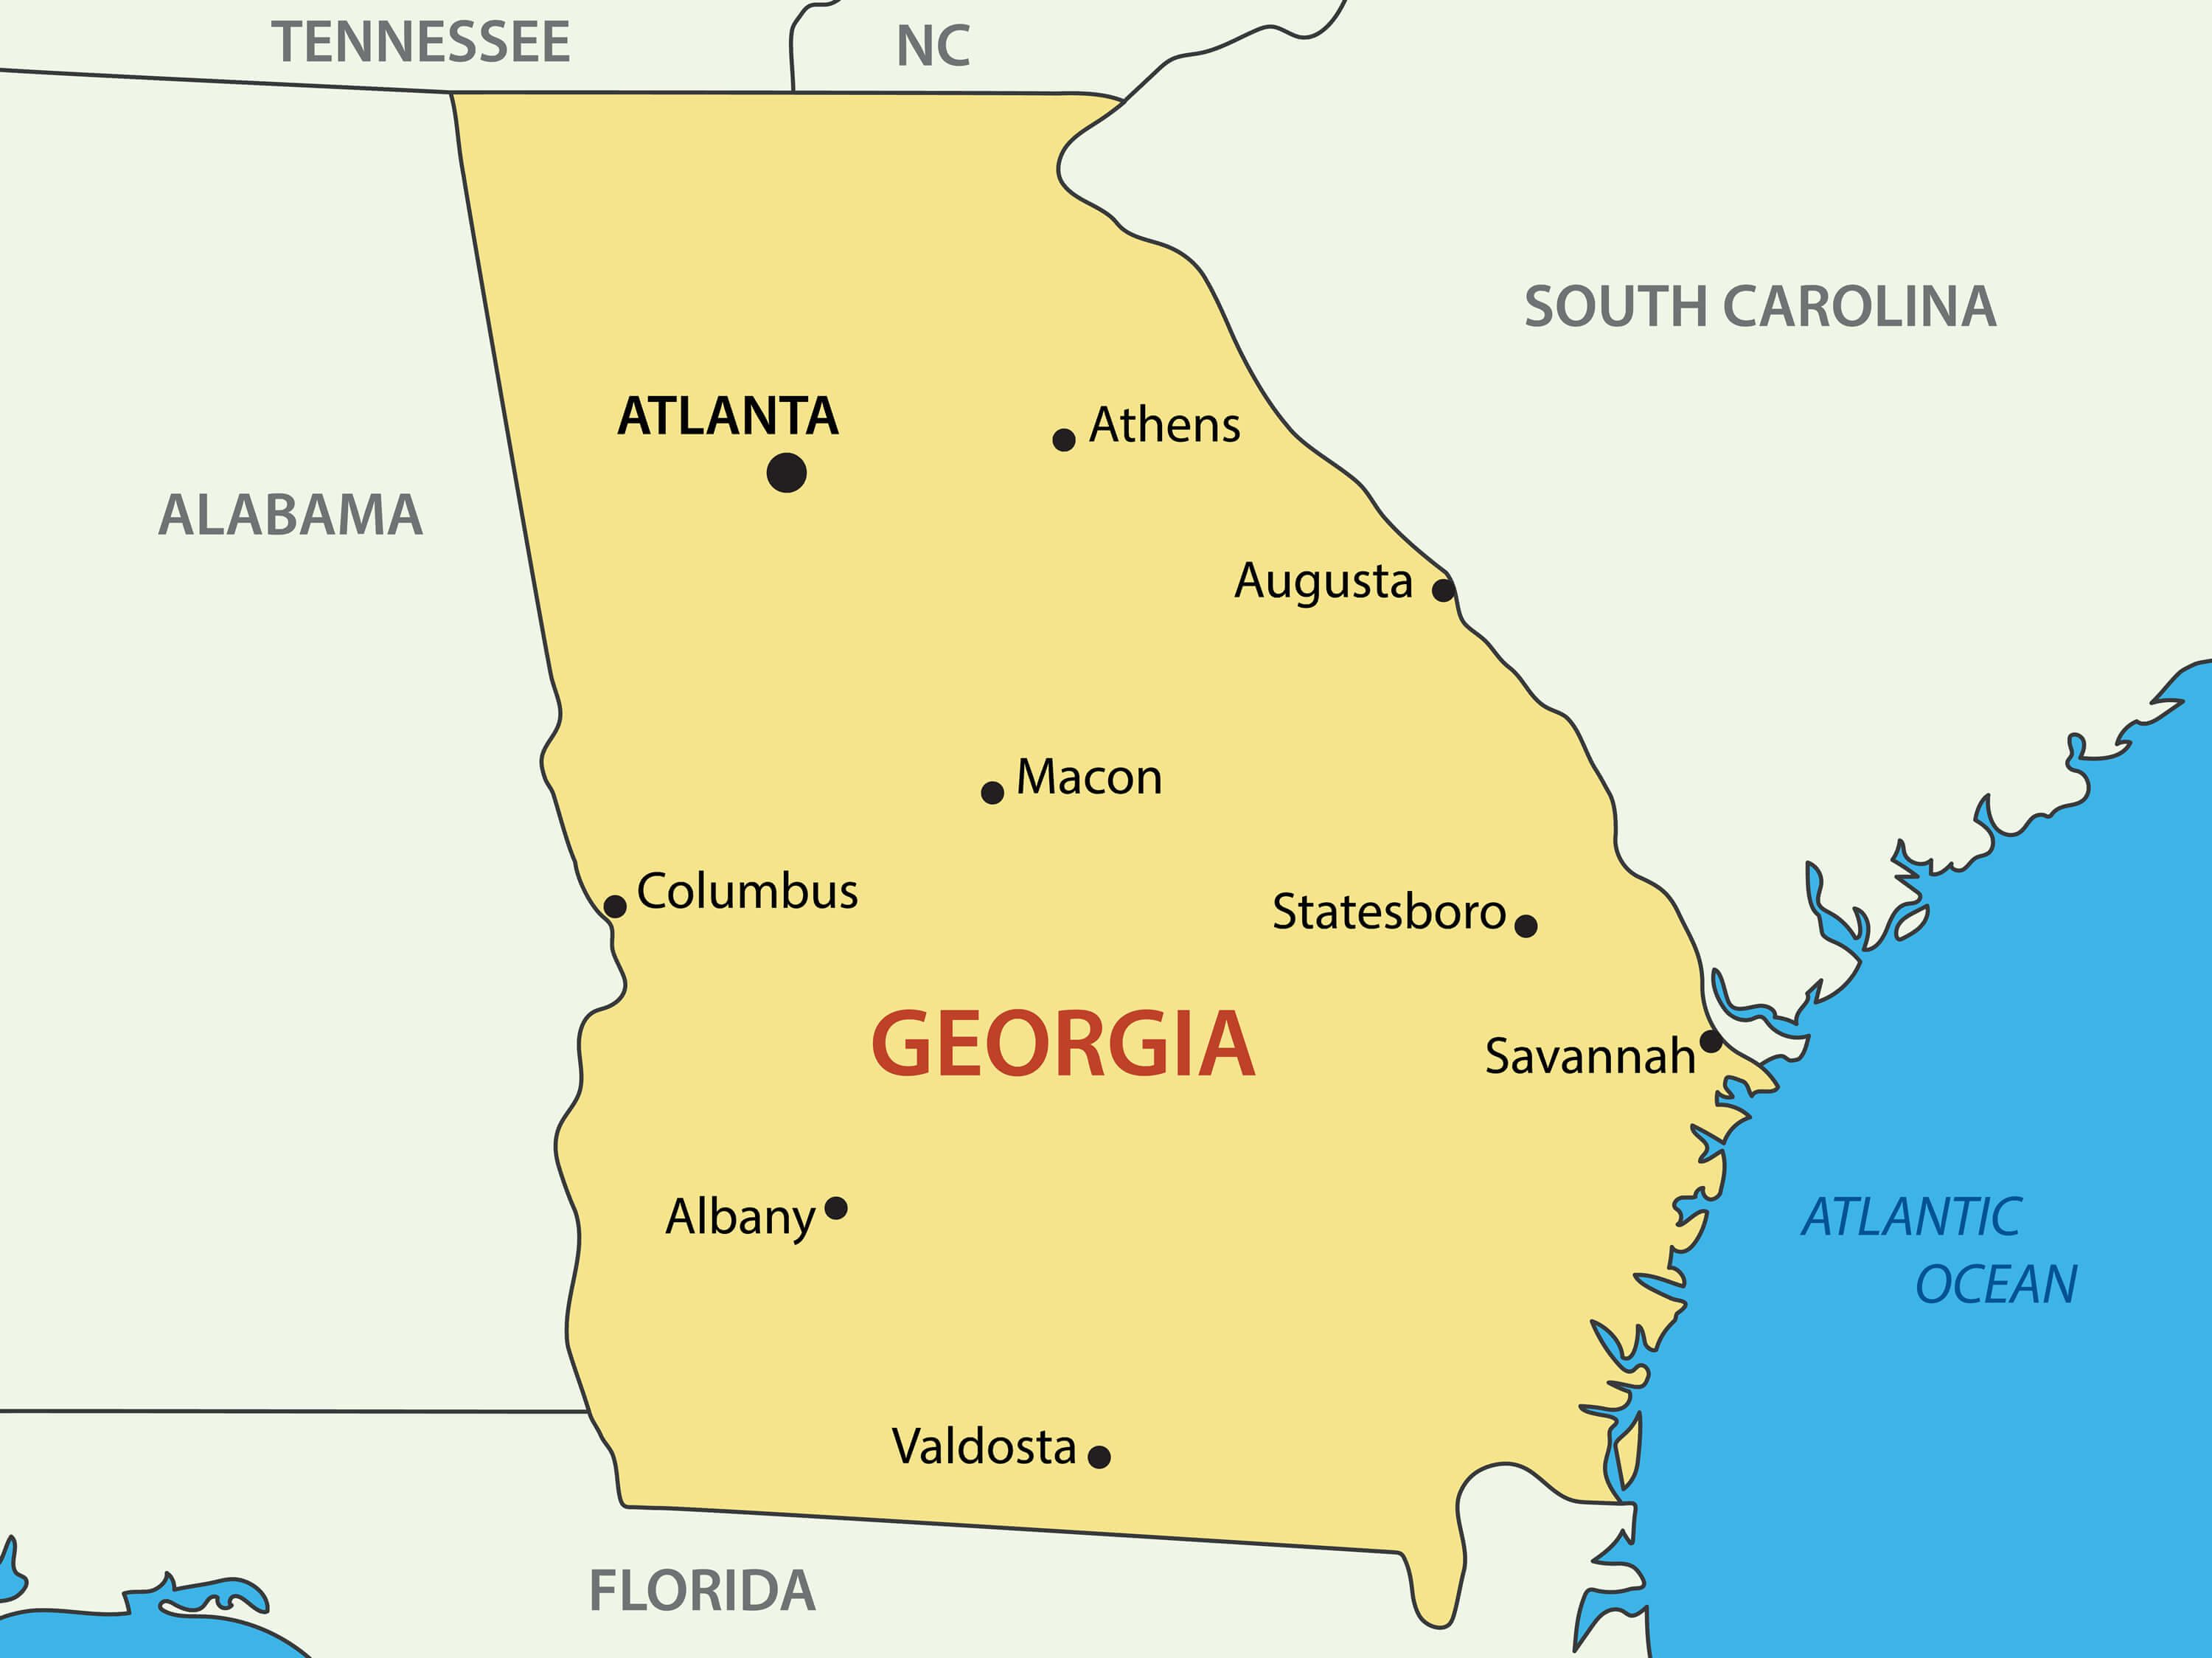 TENNESSEE
NC
SOUTH CAROLINA
ATLANTA
Athens
ALABAMA
Augusta
Macon
Columbus
Statesboro
GEORGIA
Savannah
Albany
ATLANTIC
OCEAN
Valdosta
FLORIDA